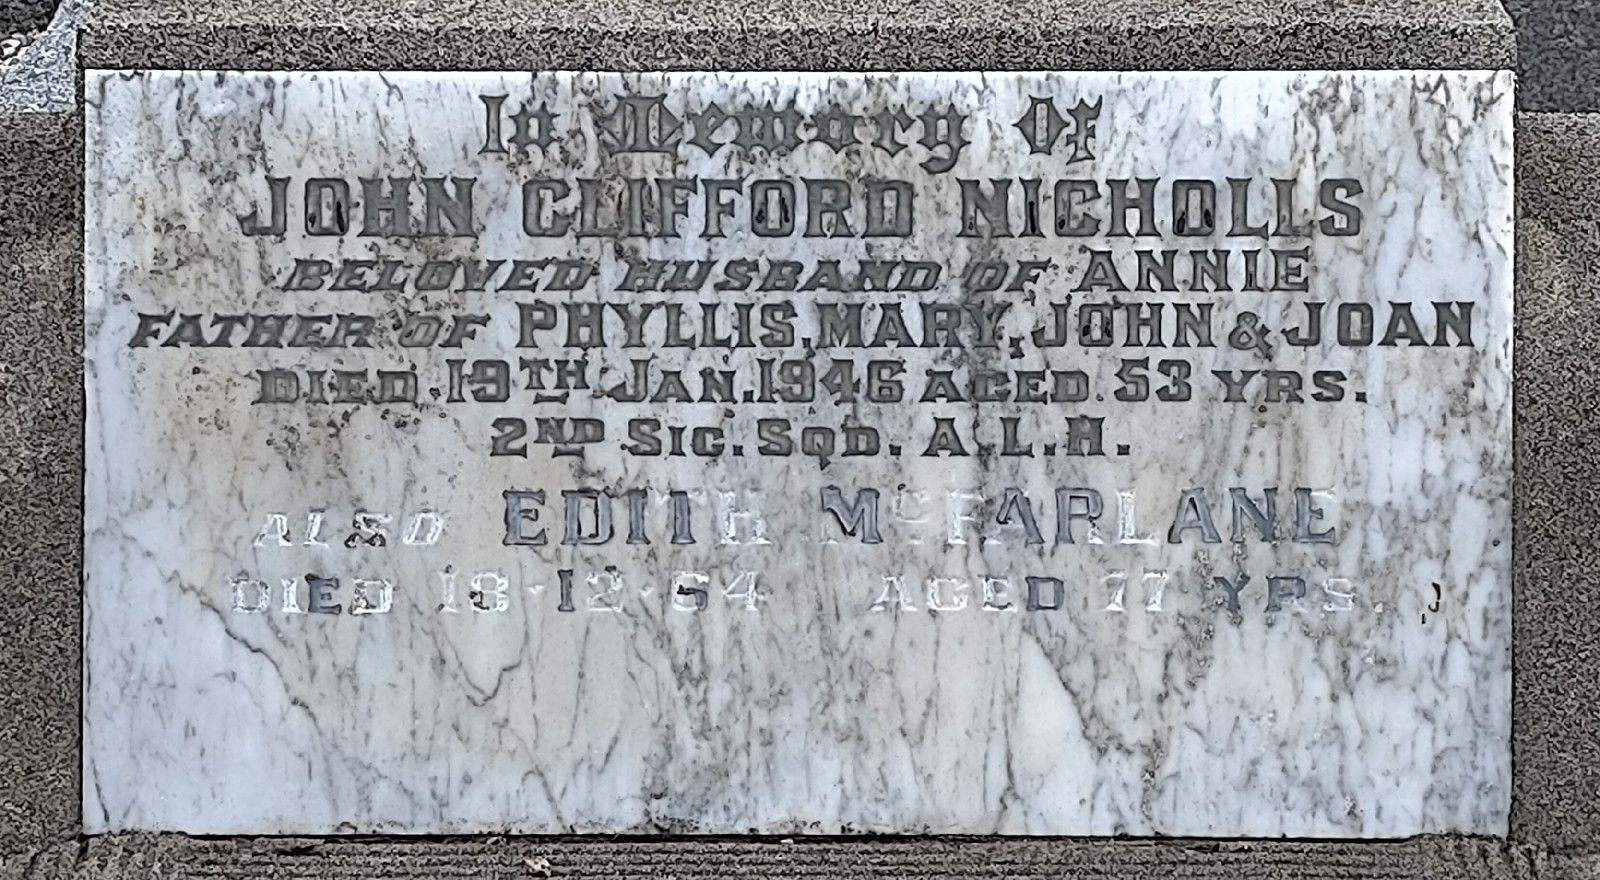 In Memory Of
JOHN CLIFFORD NICHOLLS
BELOVED HUSBAND OF ANNIE
FATHER OF PHYLLIS, MARY, JOHN & JOAN
DIED 19TH JAN. 1946 AGED 53 YRS.
2ND SIG. SQD. A.L.H.
ALSO EDITH McFARLANE
DIED 18-12-64 AGED 77 YRS.